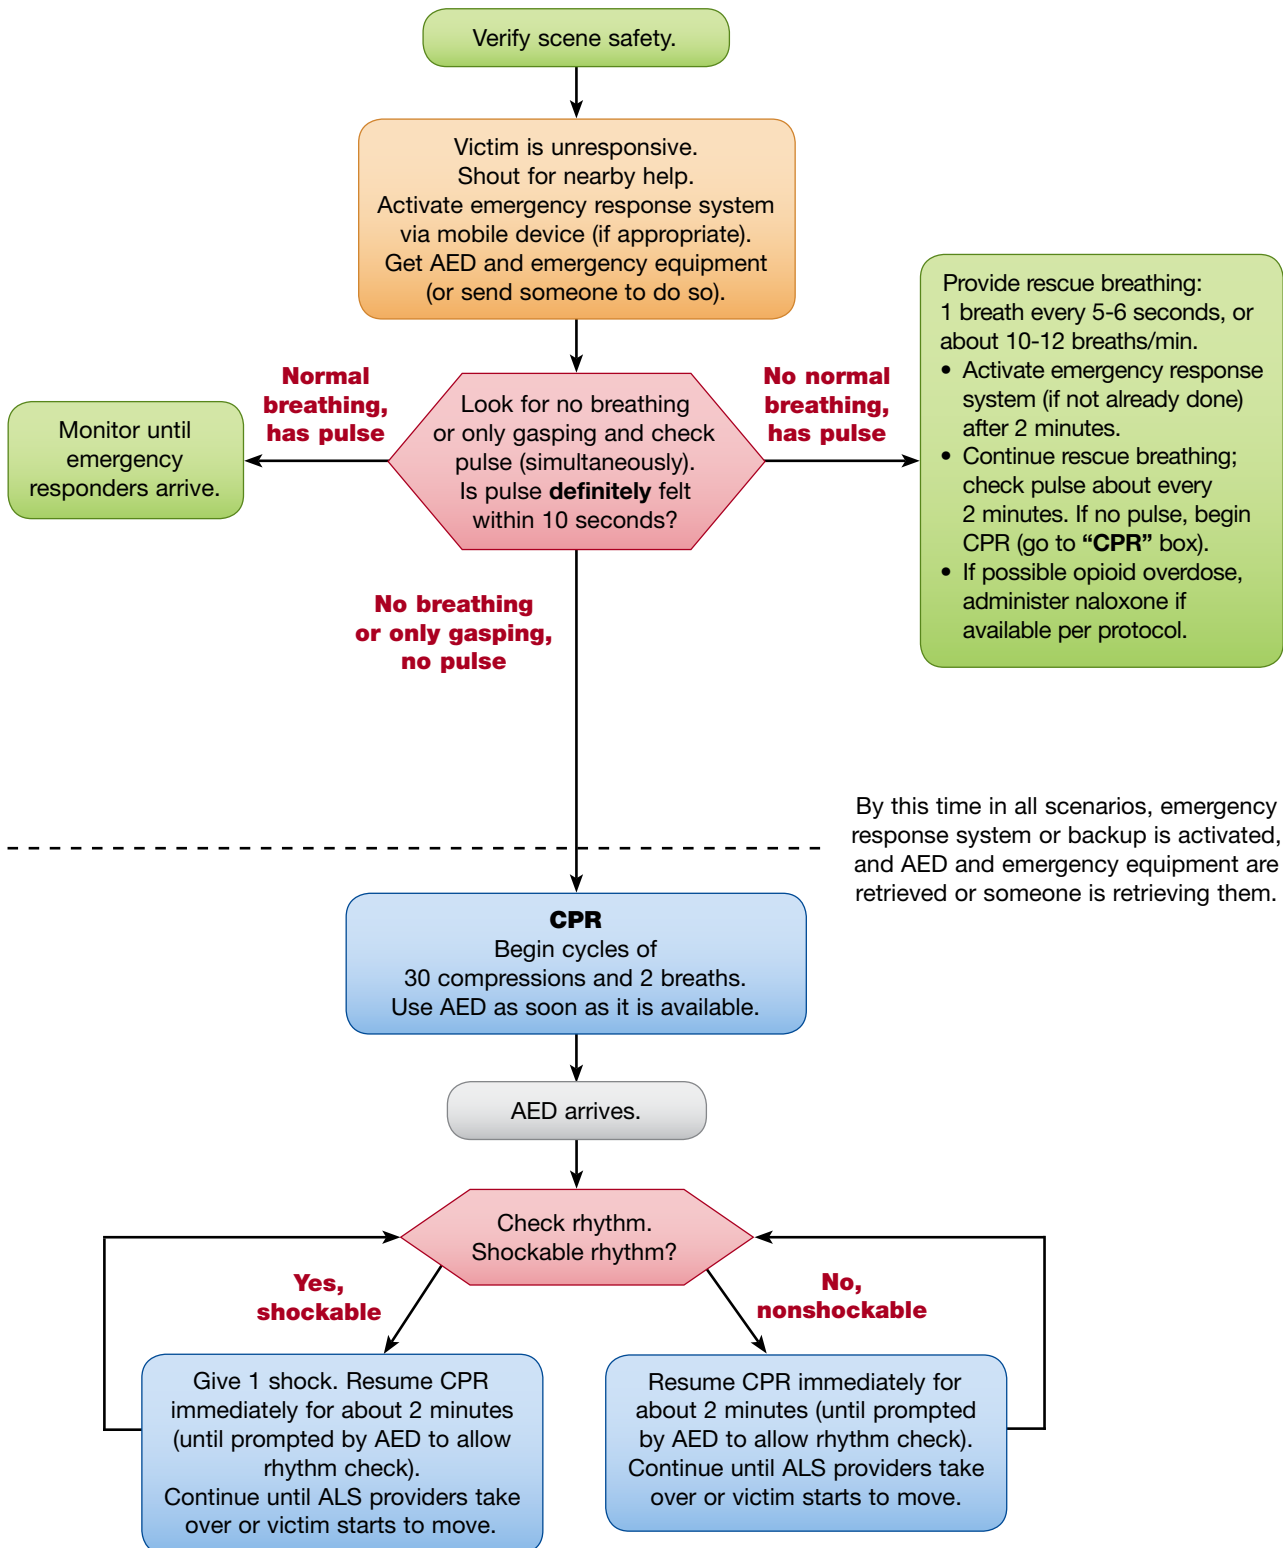 Verify scene safety.
Victim is unresponsive.
Shout for nearby help.
Activate emergency response system
via mobile device (if appropriate).
Get AED and emergency equipment
(or send someone to do so).
Normal
breathing,
has pulse
Monitor until
emergency
responders arrive.
Look for no breathing
or only gasping and check
pulse (simultaneously).
Is pulse definitely felt
within 10 seconds?
No normal
breathing,
has pulse
Provide rescue breathing:
1 breath every 5-6 seconds, or
about 10-12 breaths/min.
• Activate emergency response
system (if not already done)
after 2 minutes.
• Continue rescue breathing;
check pulse about every
2 minutes. If no pulse, begin
CPR (go to “CPR” box).
• If possible opioid overdose,
administer naloxone if
available per protocol.
No breathing
or only gasping,
no pulse
By this time in all scenarios, emergency
response system or backup is activated,
and AED and emergency equipment are
retrieved or someone is retrieving them.
CPR
Begin cycles of
30 compressions and 2 breaths.
Use AED as soon as it is available.
AED arrives.
Check rhythm.
Shockable rhythm?
Yes,
shockable
No,
nonshockable
Give 1 shock. Resume CPR
immediately for about 2 minutes
(until prompted by AED to allow
rhythm check).
Continue until ALS providers take
over or victim starts to move.
Resume CPR immediately for
about 2 minutes (until prompted
by AED to allow rhythm check).
Continue until ALS providers take
over or victim starts to move.